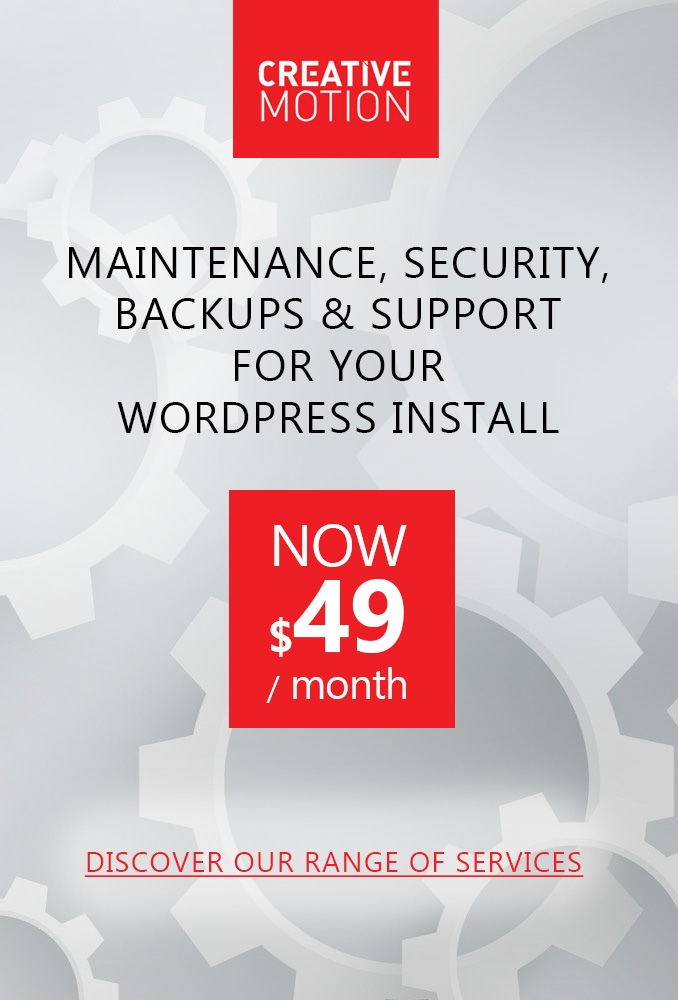 CREATIVE
MOTION
MAINTENANCE, SECURITY,
BACKUPS & SUPPORT
FOR YOUR
WORDPRESS INSTALL
NOW
$49
/ month
DISCOVER OUR RANGE OF SERVICES